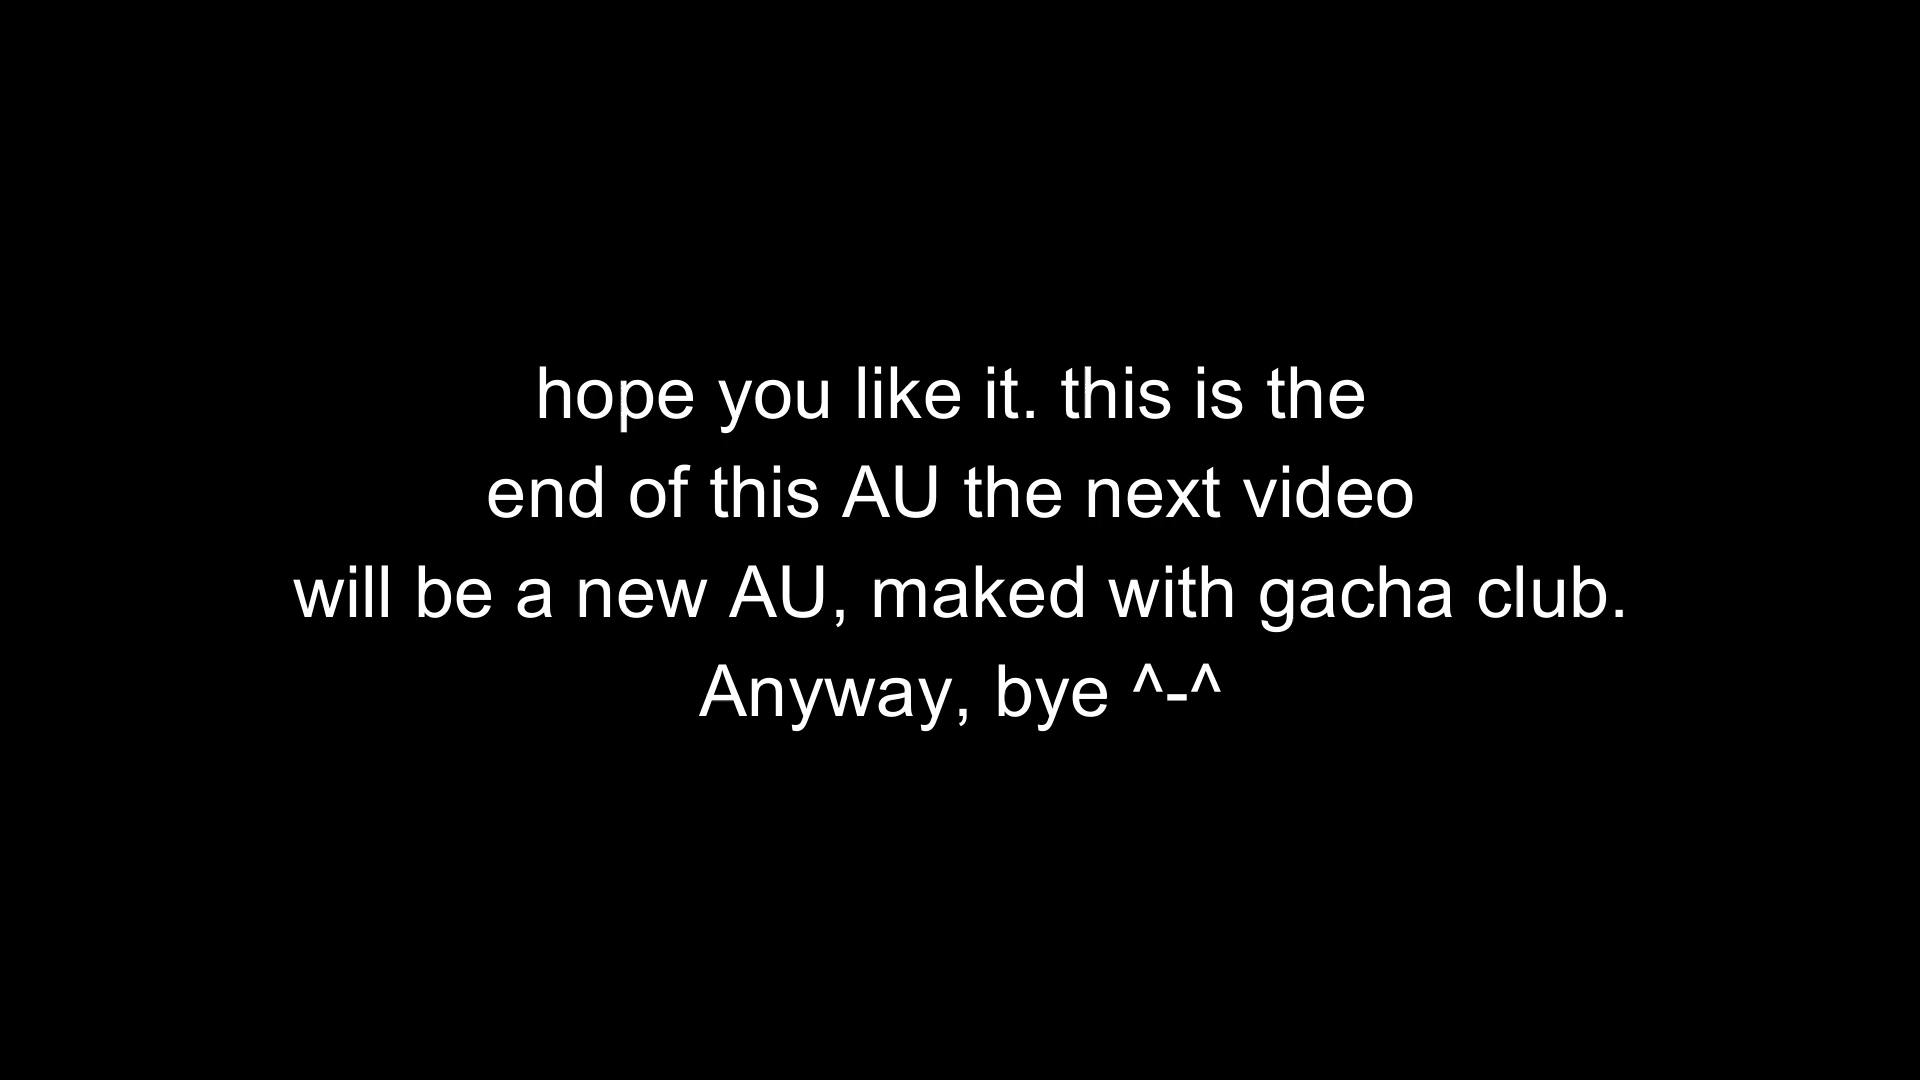 hope you like it. this is the
end of this AU the next video
will be a new AU, maked with gacha club.
Anyway, bye ^-^